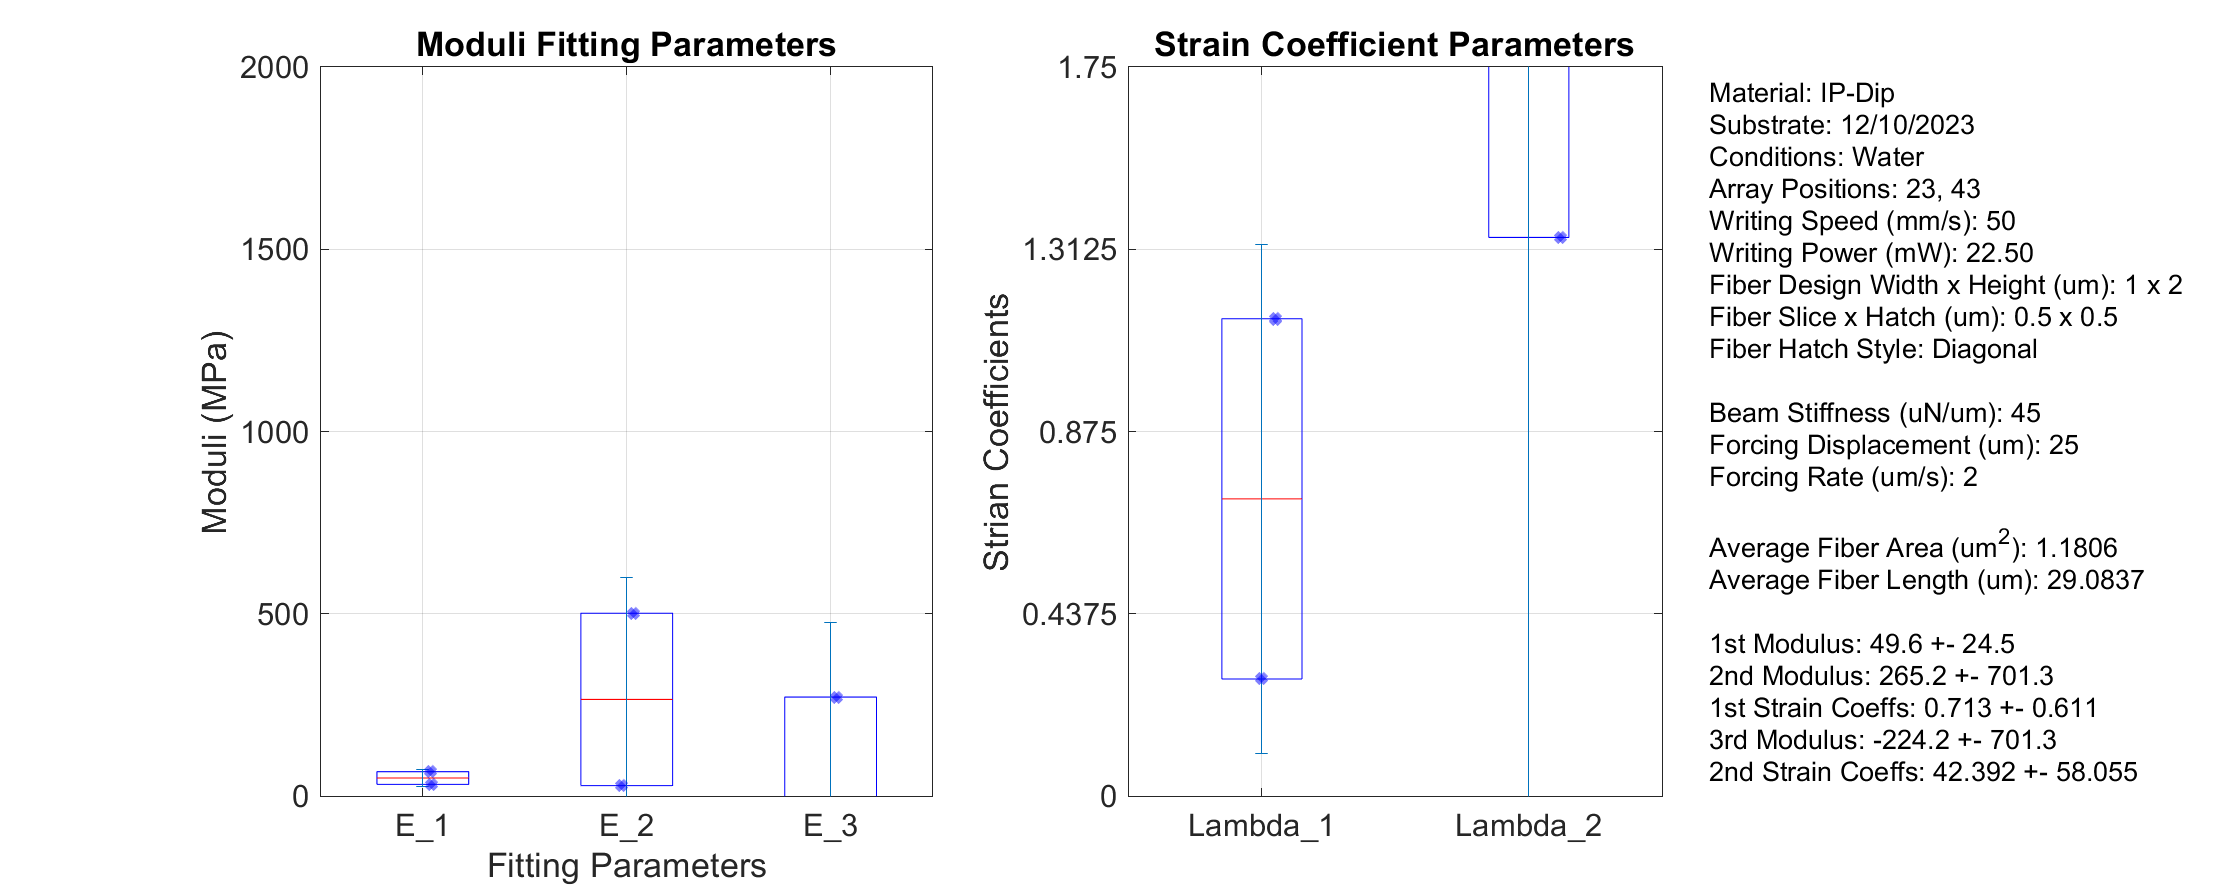 Moduli Fitting Parameters
2000
1500
1000
500
0
Moduli (MPa)
E_1
E_2
E_3
Fitting Parameters
Strain Coefficient Parameters
1.75
1.3125
0.875
0.4375
0
Strian Coefficients
Lambda_1
Lambda_2
Material: IP-Dip
Substrate: 12/10/2023
Conditions: Water
Array Positions: 23, 43
Writing Speed (mm/s): 50
Writing Power (mW): 22.50
Fiber Design Width x Height (um): 1 x 2
Fiber Slice x Hatch (um): 0.5 x 0.5
Fiber Hatch Style: Diagonal
Beam Stiffness (uN/um): 45
Forcing Displacement (um): 25
Forcing Rate (um/s): 2
Average Fiber Area (um²): 1.1806
Average Fiber Length (um): 29.0837
1st Modulus: 49.6 +- 24.5
2nd Modulus: 265.2 +- 701.3
1st Strain Coeffs: 0.713 +- 0.611
3rd Modulus: -224.2 +- 701.3
2nd Strain Coeffs: 42.392 +- 58.055